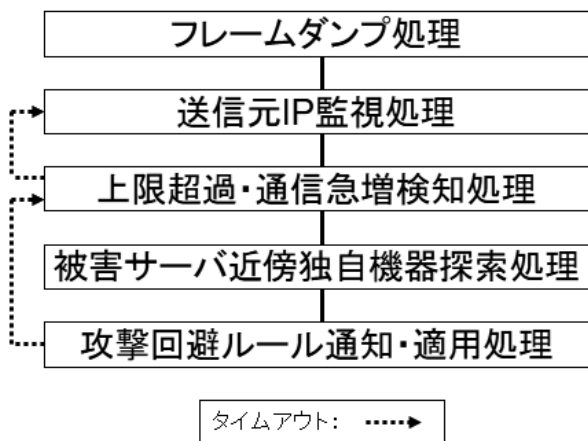 フレームダンプ処理
送信元IP監視処理
上限超過・通信急増検知処理
被害サーバ近傍独自機器探索処理
攻撃回避ルール通知・適用処理
タイムアウト：